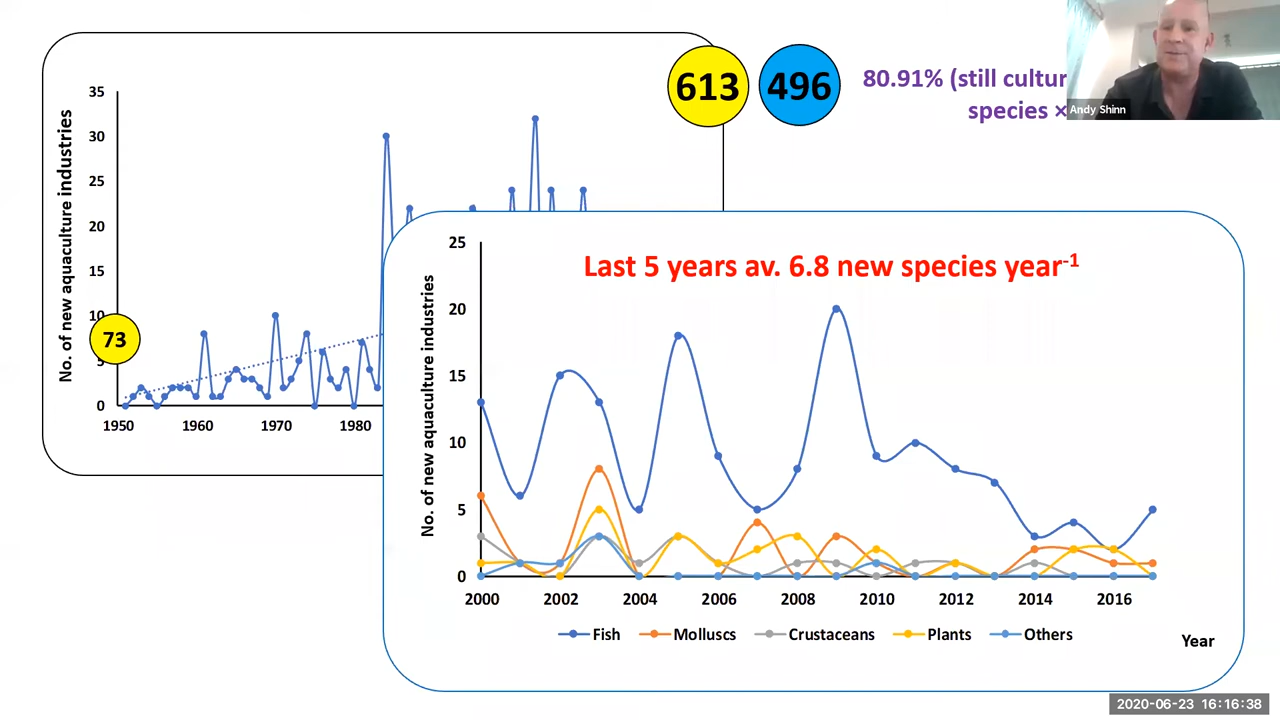 613
496
80.91% (still cultur
species ×
Andy Shinn
No. of new aquaculture industries
35
30
25
20
15
10
5
0
73
1950
1960
1970
1980
No. of new aquaculture industries
25
20
15
10
5
0
Last 5 years av. 6.8 new species year-1
2000
2002
2004
2006
2008
2010
2012
2014
2016
Fish
Molluscs
Crustaceans
Plants
Others
Year
2020-06-23 16:16:38